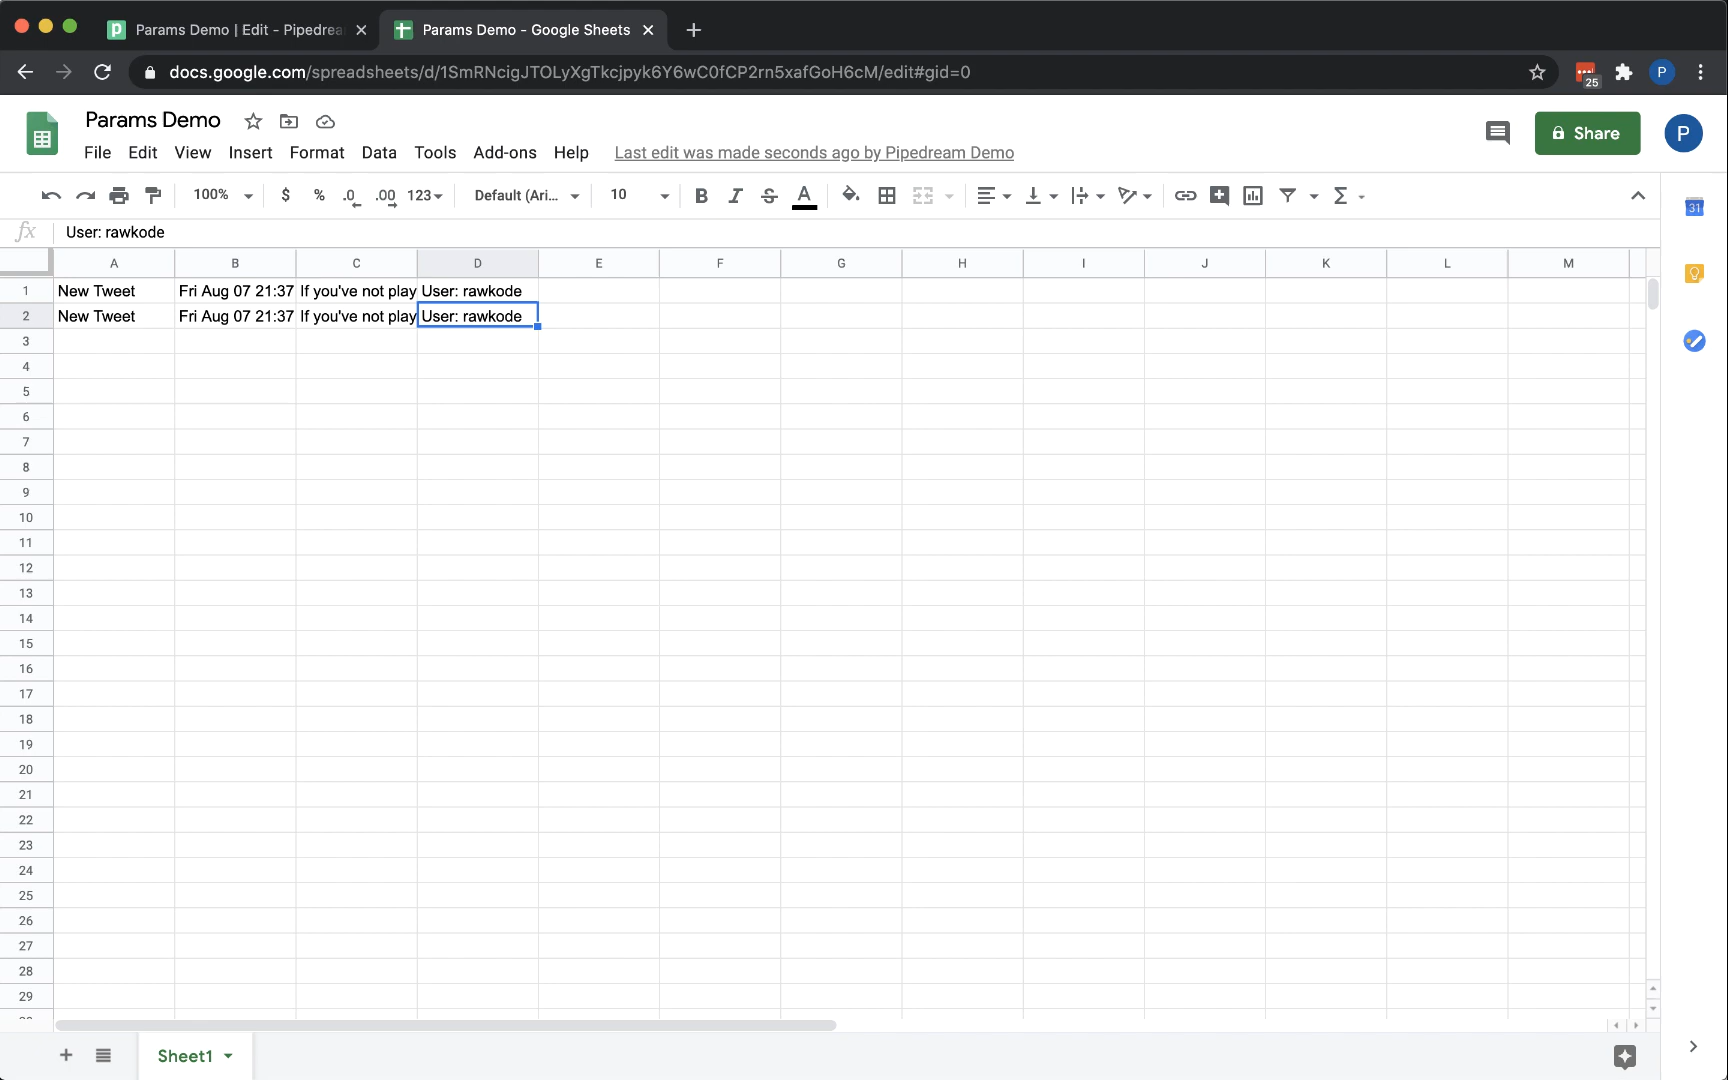 Params Demo | Edit - Pipedrea
Params Demo - Google Sheets
docs.google.com/spreadsheets/d/1SmRNcigJTOLyXgTkcjpyk6Y6wC0fCP2rn5xafGoH6cM/edit#gid=0
25
P
Params Demo
Share
P
File Edit View Insert Format Data Tools Add-ons Help Last edit was made seconds ago by Pipedream Demo
100% $ % .0 .00 123 Default (Ari... 10 B I S A Σ
31
fx User: rawkode
A B C D E F G H I J K L M
1 New Tweet Fri Aug 07 21:37 If you've not play User: rawkode
2 New Tweet Fri Aug 07 21:37 If you've not play User: rawkode
3
4
5
6
7
8
9
10
11
12
13
14
15
16
17
18
19
20
21
22
23
24
25
26
27
28
29
Sheet1